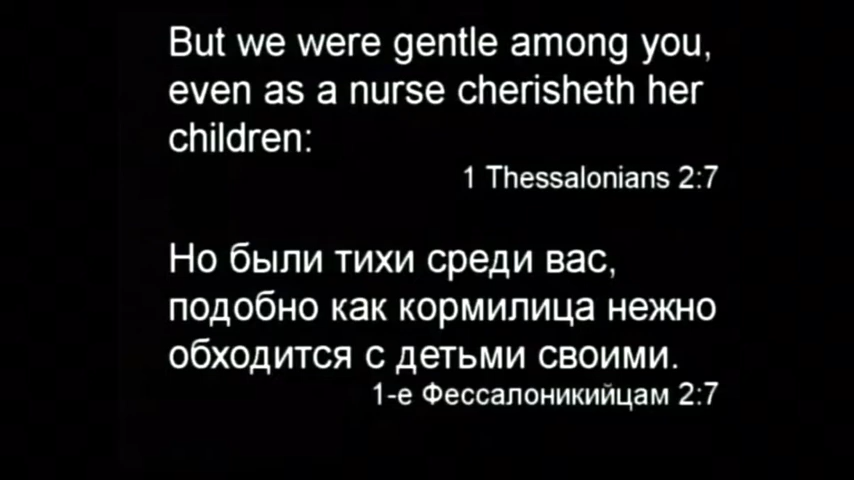 But we were gentle among you,
even as a nurse cherisheth her
children:
1 Thessalonians 2:7
Но были тихи среди вас,
подобно как кормилица нежно
обходится с детьми своими.
1-е Фессалоникийцам 2:7